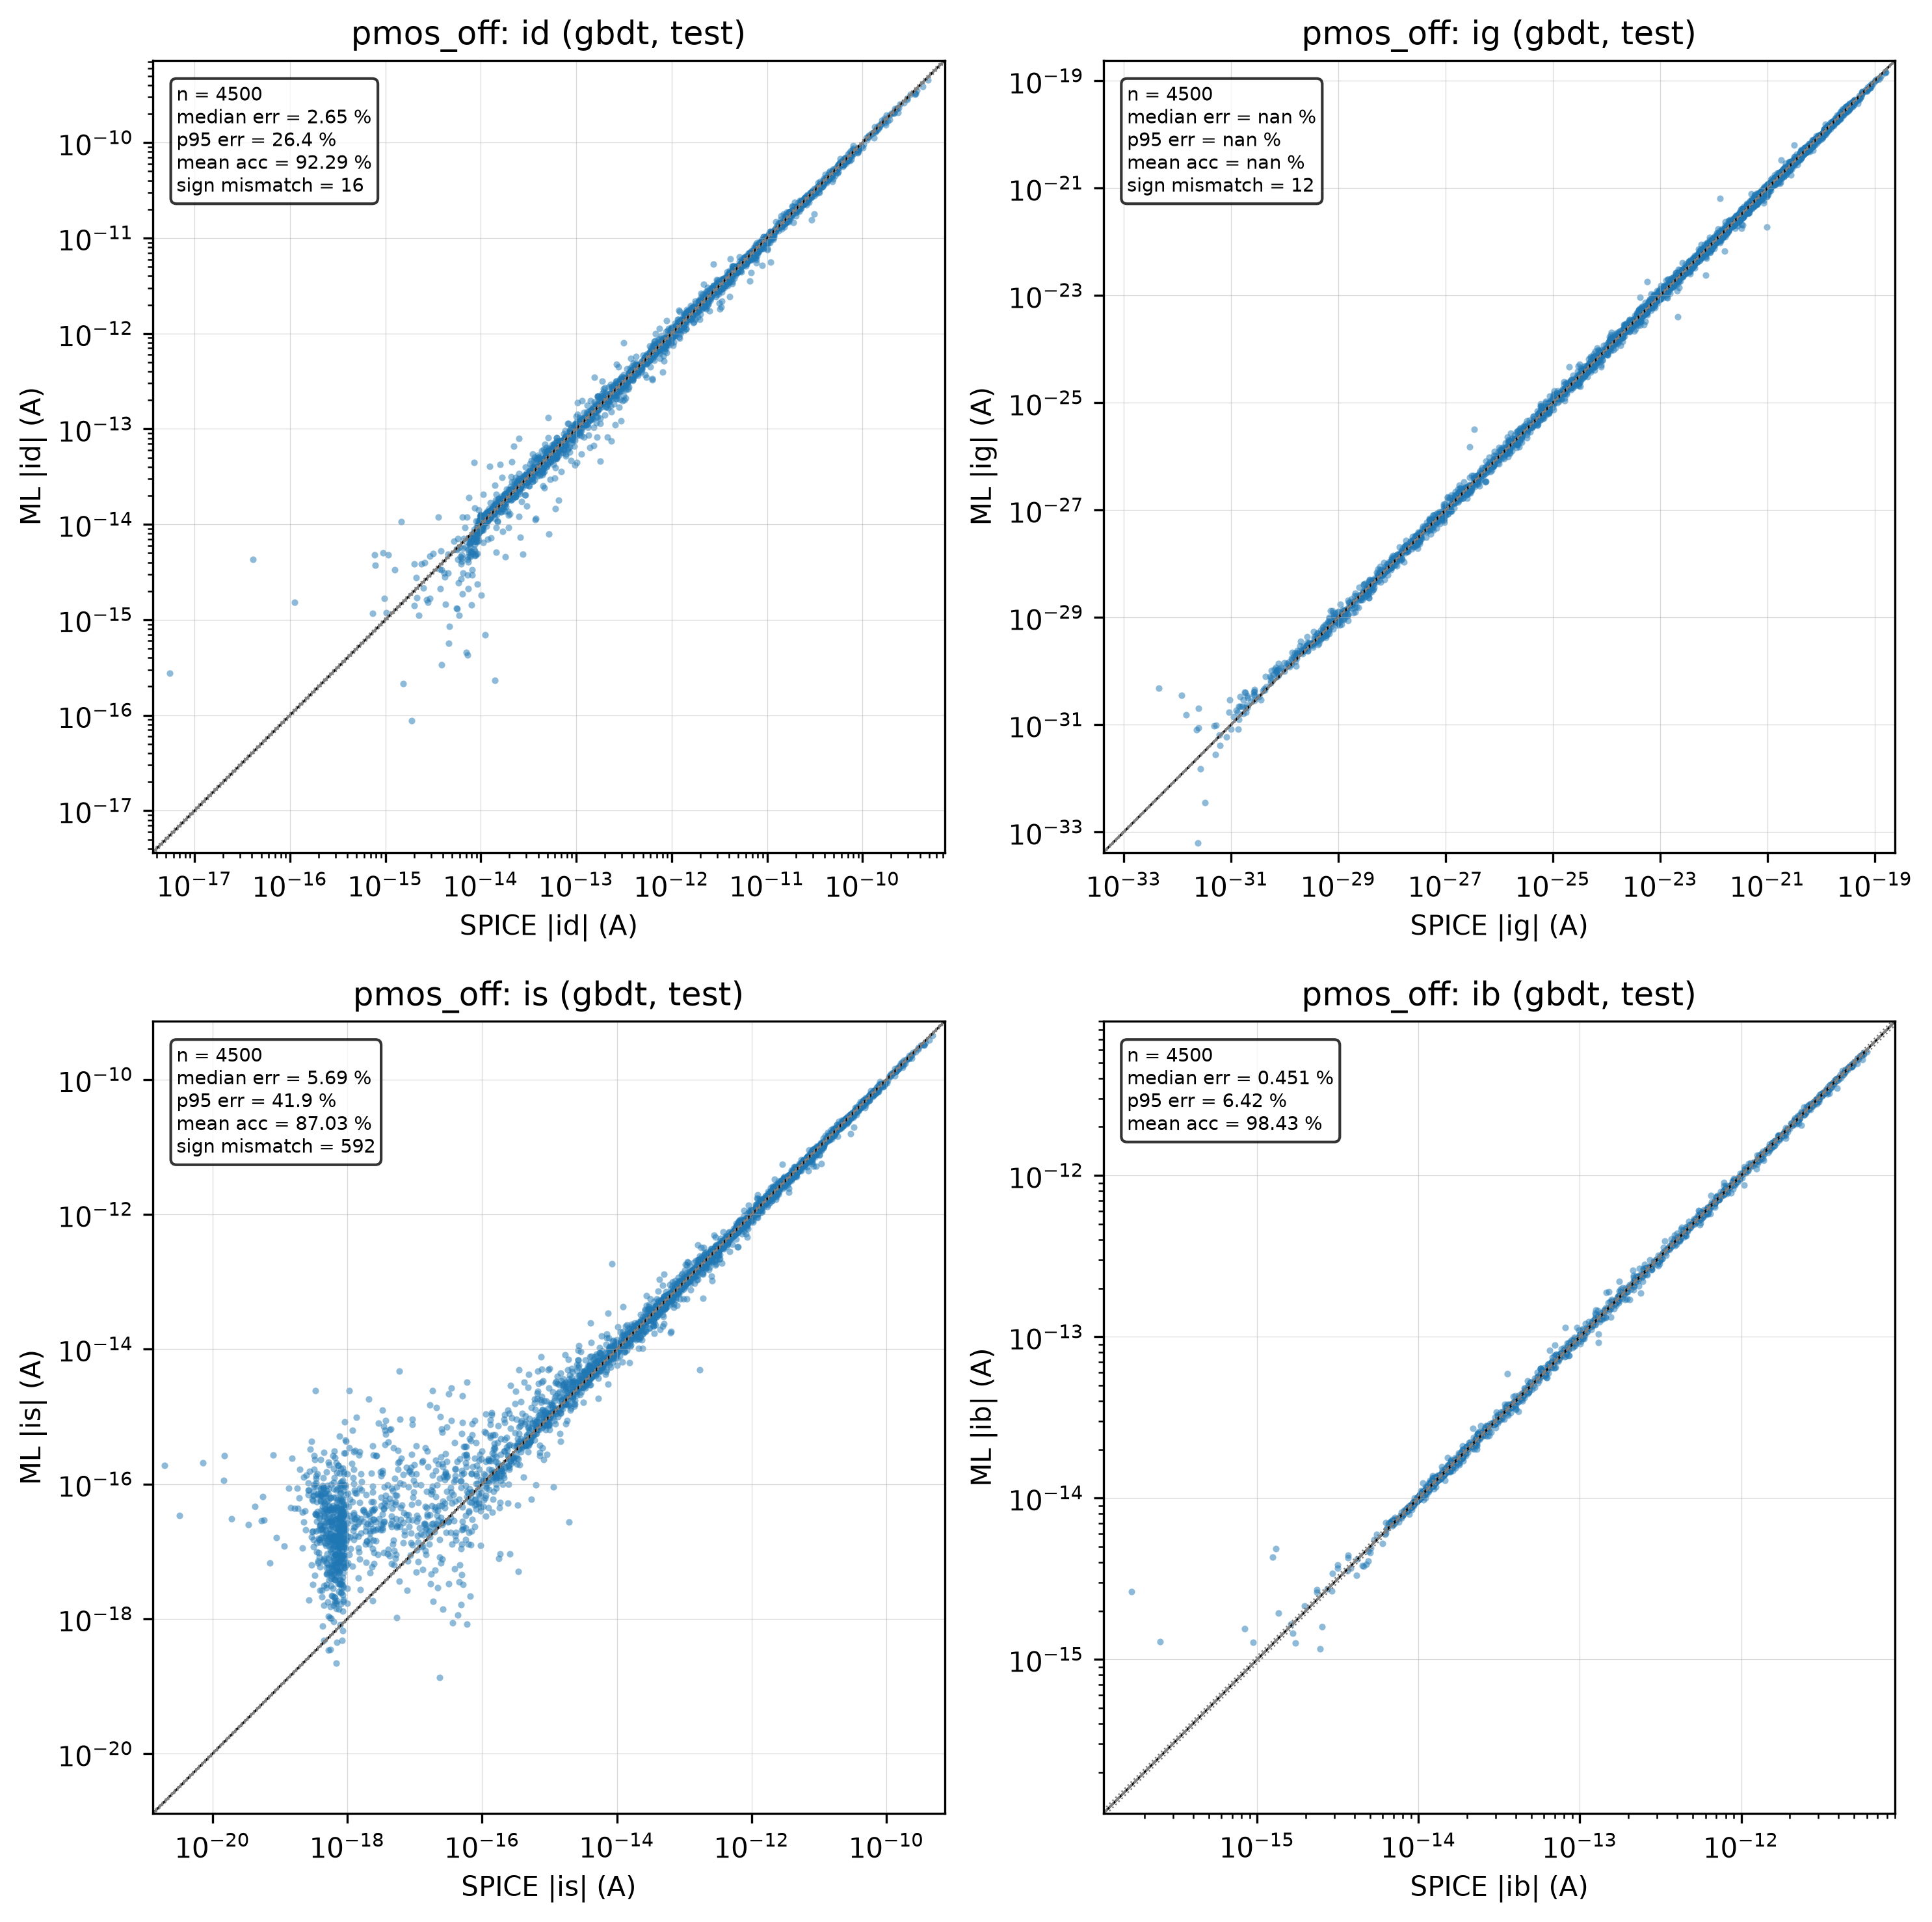 pmos_off: id (gbdt, test)
n = 4500
median err = 2.65 %
p95 err = 26.4 %
mean acc = 92.29 %
sign mismatch = 16
ML |id| (A)
10⁻¹⁰
10⁻¹¹
10⁻¹²
10⁻¹³
10⁻¹⁴
10⁻¹⁵
10⁻¹⁶
10⁻¹⁷
10⁻¹⁷ 10⁻¹⁶ 10⁻¹⁵ 10⁻¹⁴ 10⁻¹³ 10⁻¹² 10⁻¹¹ 10⁻¹⁰
SPICE |id| (A)
pmos_off: ig (gbdt, test)
n = 4500
median err = nan %
p95 err = nan %
mean acc = nan %
sign mismatch = 12
ML |ig| (A)
10⁻¹⁹
10⁻²¹
10⁻²³
10⁻²⁵
10⁻²⁷
10⁻²⁹
10⁻³¹
10⁻³³
10⁻³³ 10⁻³¹ 10⁻²⁹ 10⁻²⁷ 10⁻²⁵ 10⁻²³ 10⁻²¹ 10⁻¹⁹
SPICE |ig| (A)
pmos_off: is (gbdt, test)
n = 4500
median err = 5.69 %
p95 err = 41.9 %
mean acc = 87.03 %
sign mismatch = 592
ML |is| (A)
10⁻¹⁰
10⁻¹²
10⁻¹⁴
10⁻¹⁶
10⁻¹⁸
10⁻²⁰
10⁻²⁰ 10⁻¹⁸ 10⁻¹⁶ 10⁻¹⁴ 10⁻¹² 10⁻¹⁰
SPICE |is| (A)
pmos_off: ib (gbdt, test)
n = 4500
median err = 0.451 %
p95 err = 6.42 %
mean acc = 98.43 %
ML |ib| (A)
10⁻¹²
10⁻¹³
10⁻¹⁴
10⁻¹⁵
10⁻¹⁵ 10⁻¹⁴ 10⁻¹³ 10⁻¹²
SPICE |ib| (A)